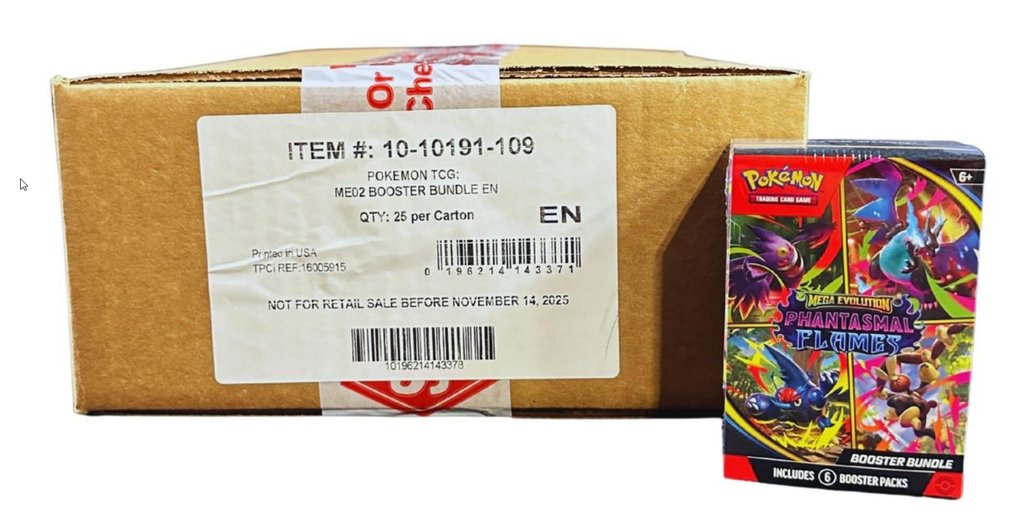 Or
Che
ITEM #: 10-10191-109
POKEMON TCG:
ME02 BOOSTER BUNDLE EN
QTY: 25 per Carton
EN
Printed in USA
TPCi REF:16005915
0 196214 143371
NOT FOR RETAIL SALE BEFORE NOVEMBER 14, 2025
10196214143378
POKÉMON
TRADING CARD GAME
6+
MEGA EVOLUTION
PHANTASMAL
FLAMES
BOOSTER BUNDLE
INCLUDES 6 BOOSTER PACKS